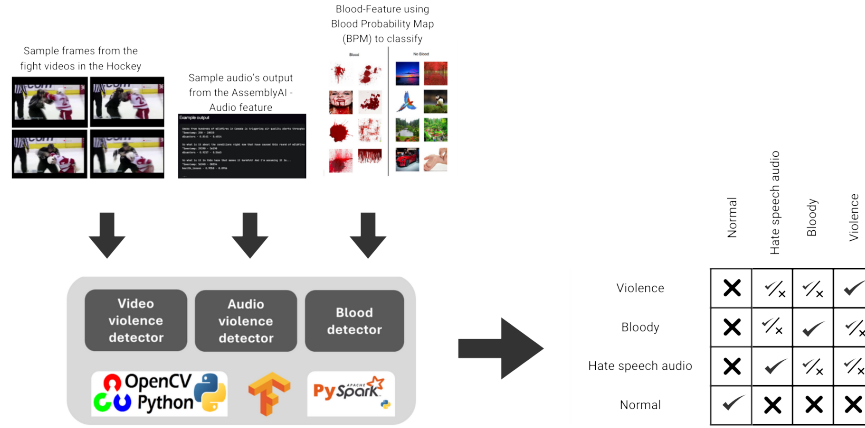 Blood-Feature using
Blood Probability Map
(BPM) to classify
Sample frames from the
fight videos in the Hockey
Sample audio's output
from the AssemblyAI -
Audio feature
Blood
No Blood
Example output
Video
violence
detector
Audio
violence
detector
Blood
detector
OpenCV
Python
APACHE
PySpark
Normal
Hate speech audio
Bloody
Violence
Violence
Bloody
Hate speech audio
Normal